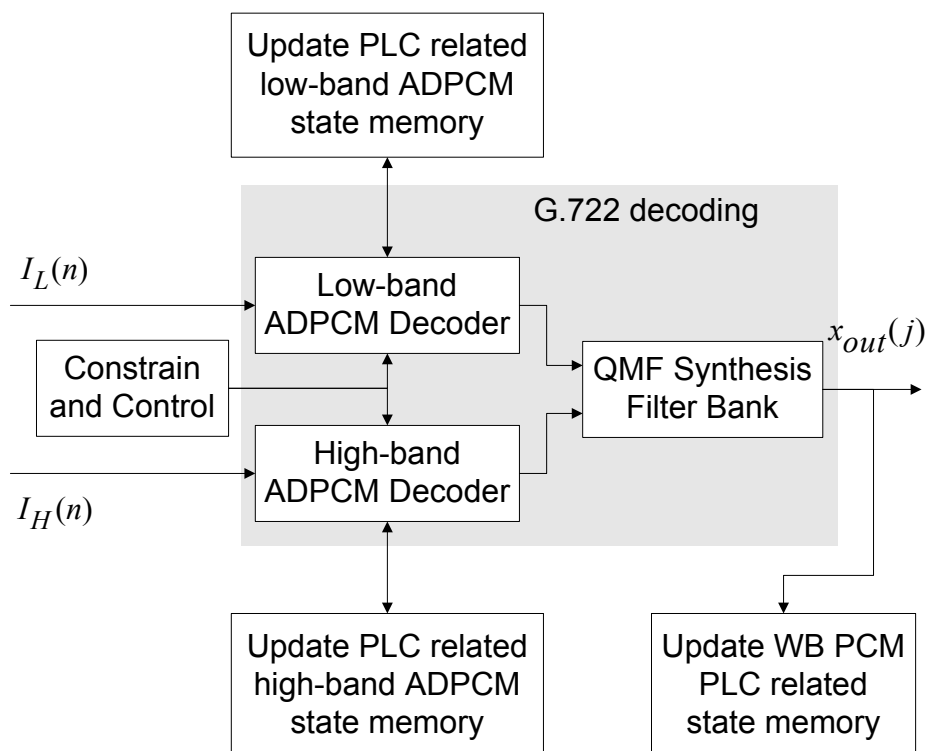 Update PLC related
low-band ADPCM
state memory
G.722 decoding
I_L(n)
Low-band
ADPCM Decoder
x_out(j)
Constrain
and Control
QMF Synthesis
Filter Bank
High-band
ADPCM Decoder
I_H(n)
Update PLC related
high-band ADPCM
state memory
Update WB PCM
PLC related
state memory